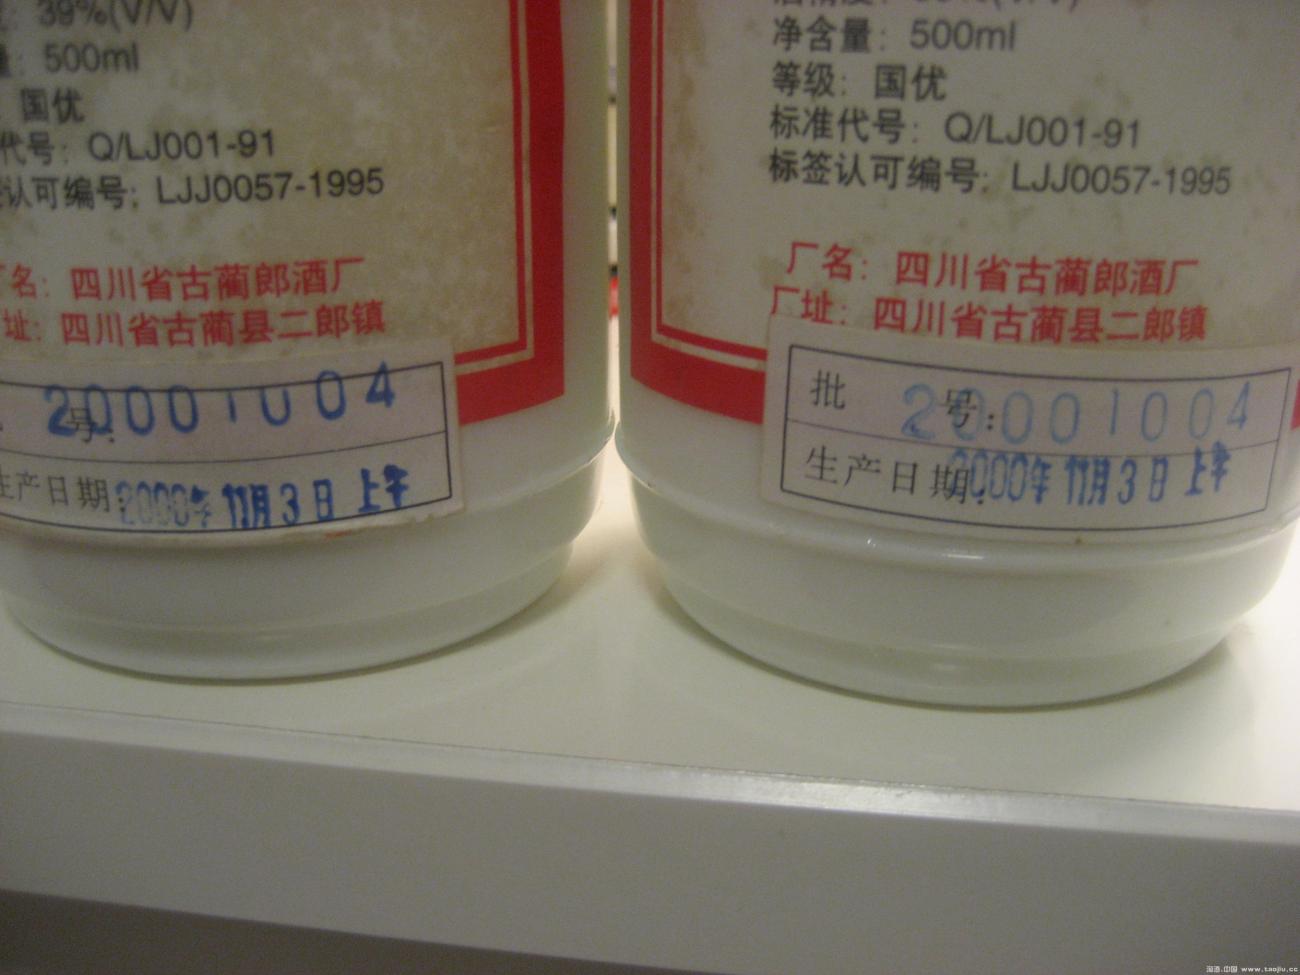 39%(V/V)
量：500ml
国优
代号：Q/LJ001-91
签认可编号：LJJ0057-1995
厂名：四川省古蔺郎酒厂
址：四川省古蔺县二郎镇
号：20001004
生产日期：2000年11月3日 上午
净含量：500ml
等级：国优
标准代号：Q/LJ001-91
标签认可编号：LJJ0057-1995
厂名：四川省古蔺郎酒厂
厂址：四川省古蔺县二郎镇
批号：20001004
生产日期：2000年11月3日 上午
www.taojiu.cc